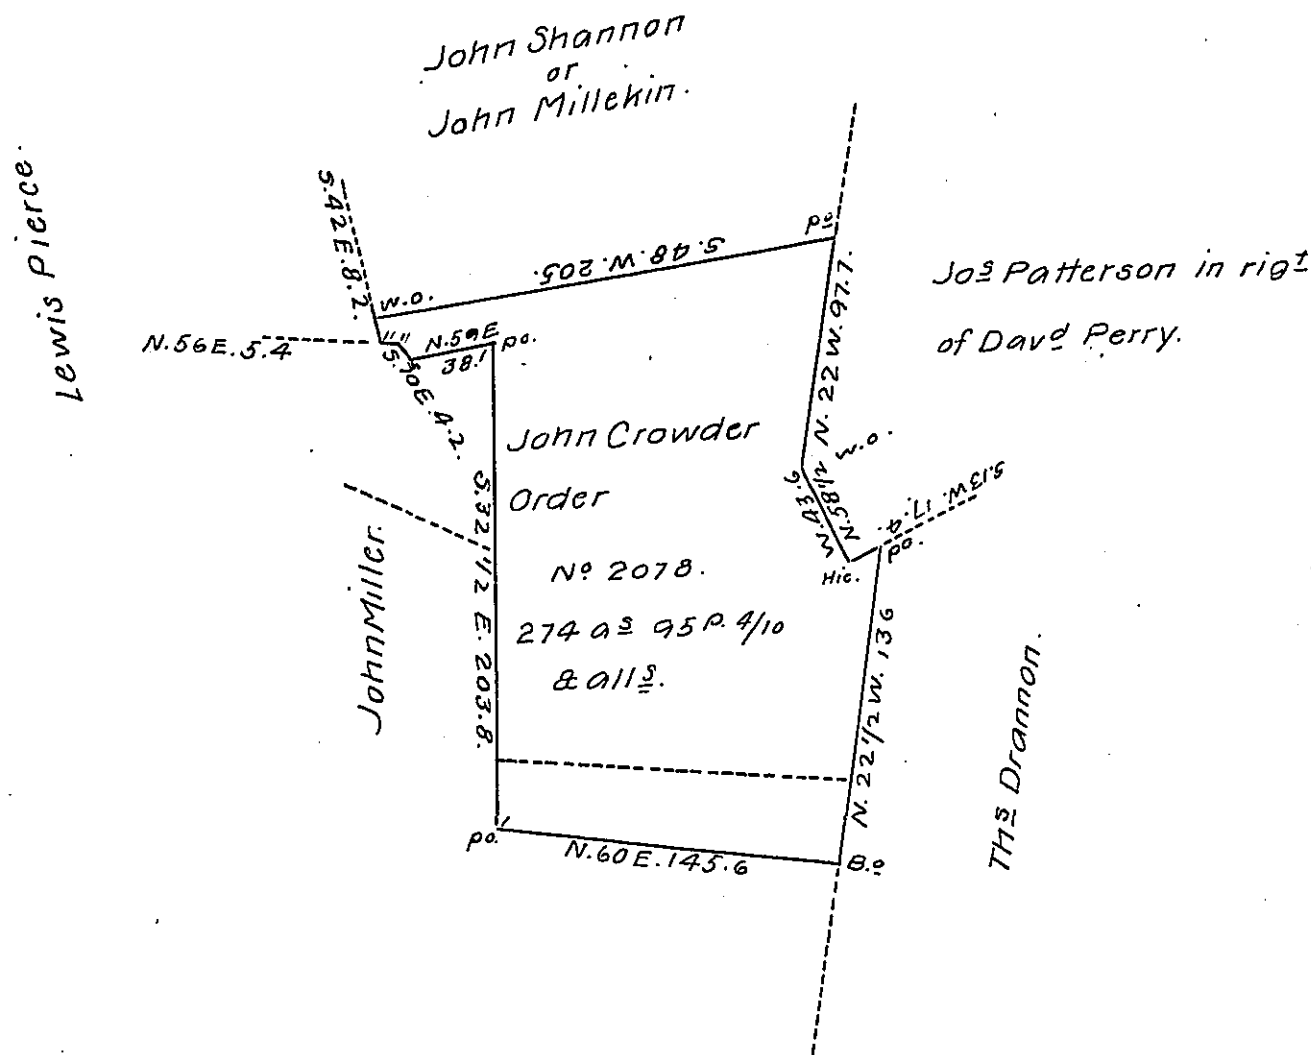 John Shannon
or
John Millekin.
Lewis Pierce.
S.42E.8.2.
po
S.48.W.205.
w.o.
Jos Patterson in rigt
of Davd Perry.
N.56E.5.4
N.59E
38.1
po.
S.70E.4.2.
N.22W.97.7.
w.o.
John Crowder
Order
No 2078.
274 as 95 P. 4/10
& alls.
S.32 1/2 E. 203.8.
N.58 1/2
W.43.6
S.13W.17.4.
po.
Hic.
John Miller.
N.22 1/2 W. 136
Ths Drannon.
po.
N.60E.145.6
B.o